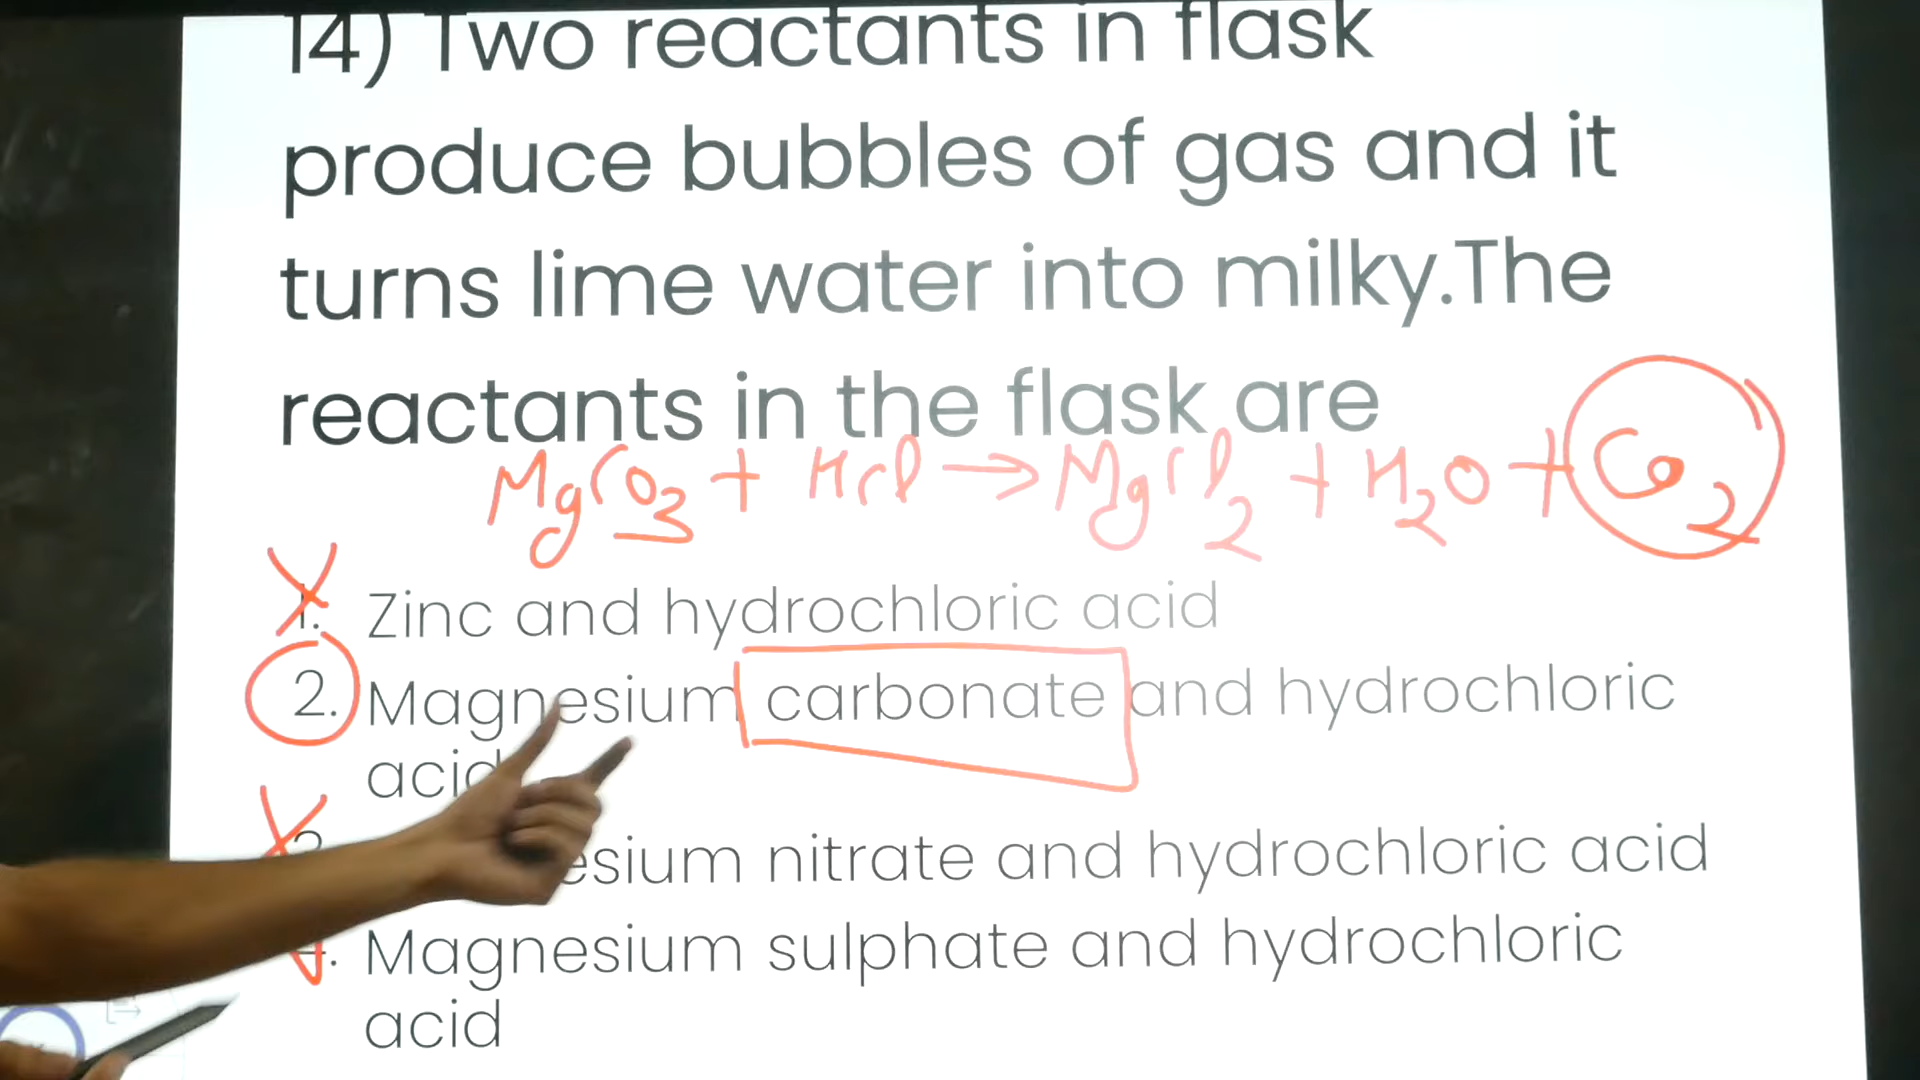 14) Two reactants in flask
produce bubbles of gas and it
turns lime water into milky.The
reactants in the flask are
MgCO3 + HCl → MgCl2 + H2O + CO2
1. Zinc and hydrochloric acid
2. Magnesium carbonate and hydrochloric
acid
esium nitrate and hydrochloric acid
4. Magnesium sulphate and hydrochloric
acid